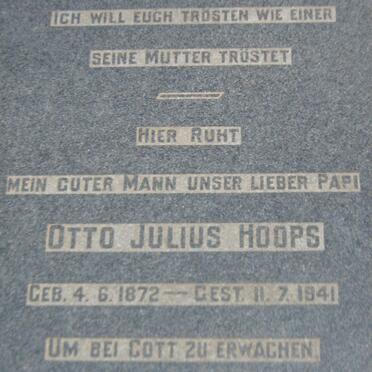 ICH WILL EUCH TRÖSTEN WIE EINER
SEINE MUTTER TRÖSTET
HIER RUHT
MEIN GUTER MANN UNSER LIEBER PAPI
OTTO JULIUS HOOPS
GEB. 4. 6. 1872 — GEST. 11. 7. 1941
UM BEI GOTT ZU ERWACHEN.